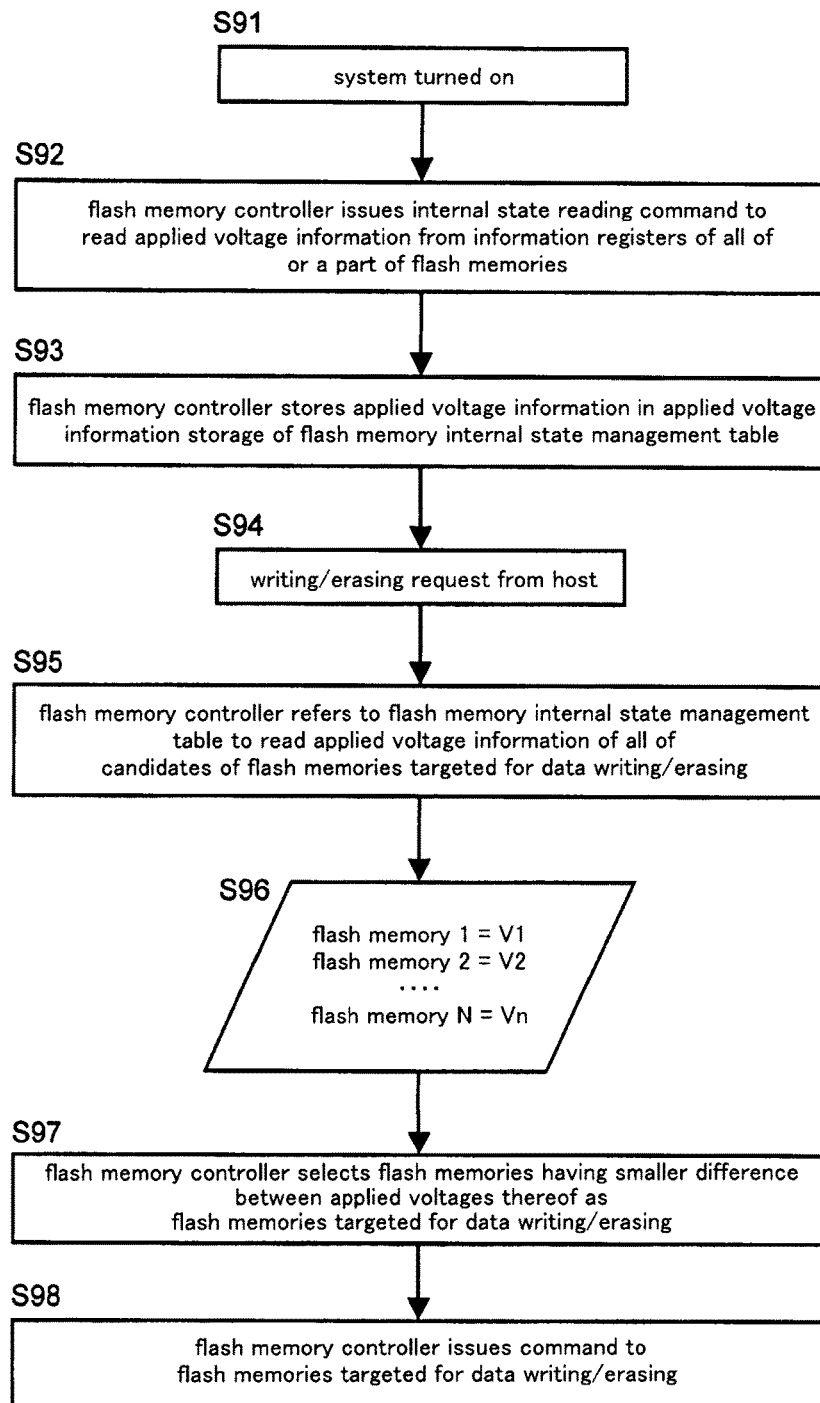 S91
system turned on
S92
flash memory controller issues internal state reading command to
read applied voltage information from information registers of all of
or a part of flash memories
S93
flash memory controller stores applied voltage information in applied voltage
information storage of flash memory internal state management table
S94
writing/erasing request from host
S95
flash memory controller refers to flash memory internal state management
table to read applied voltage information of all of
candidates of flash memories targeted for data writing/erasing
S96
flash memory 1 = V1
flash memory 2 = V2
....
flash memory N = Vn
S97
flash memory controller selects flash memories having smaller difference
between applied voltages thereof as
flash memories targeted for data writing/erasing
S98
flash memory controller issues command to
flash memories targeted for data writing/erasing